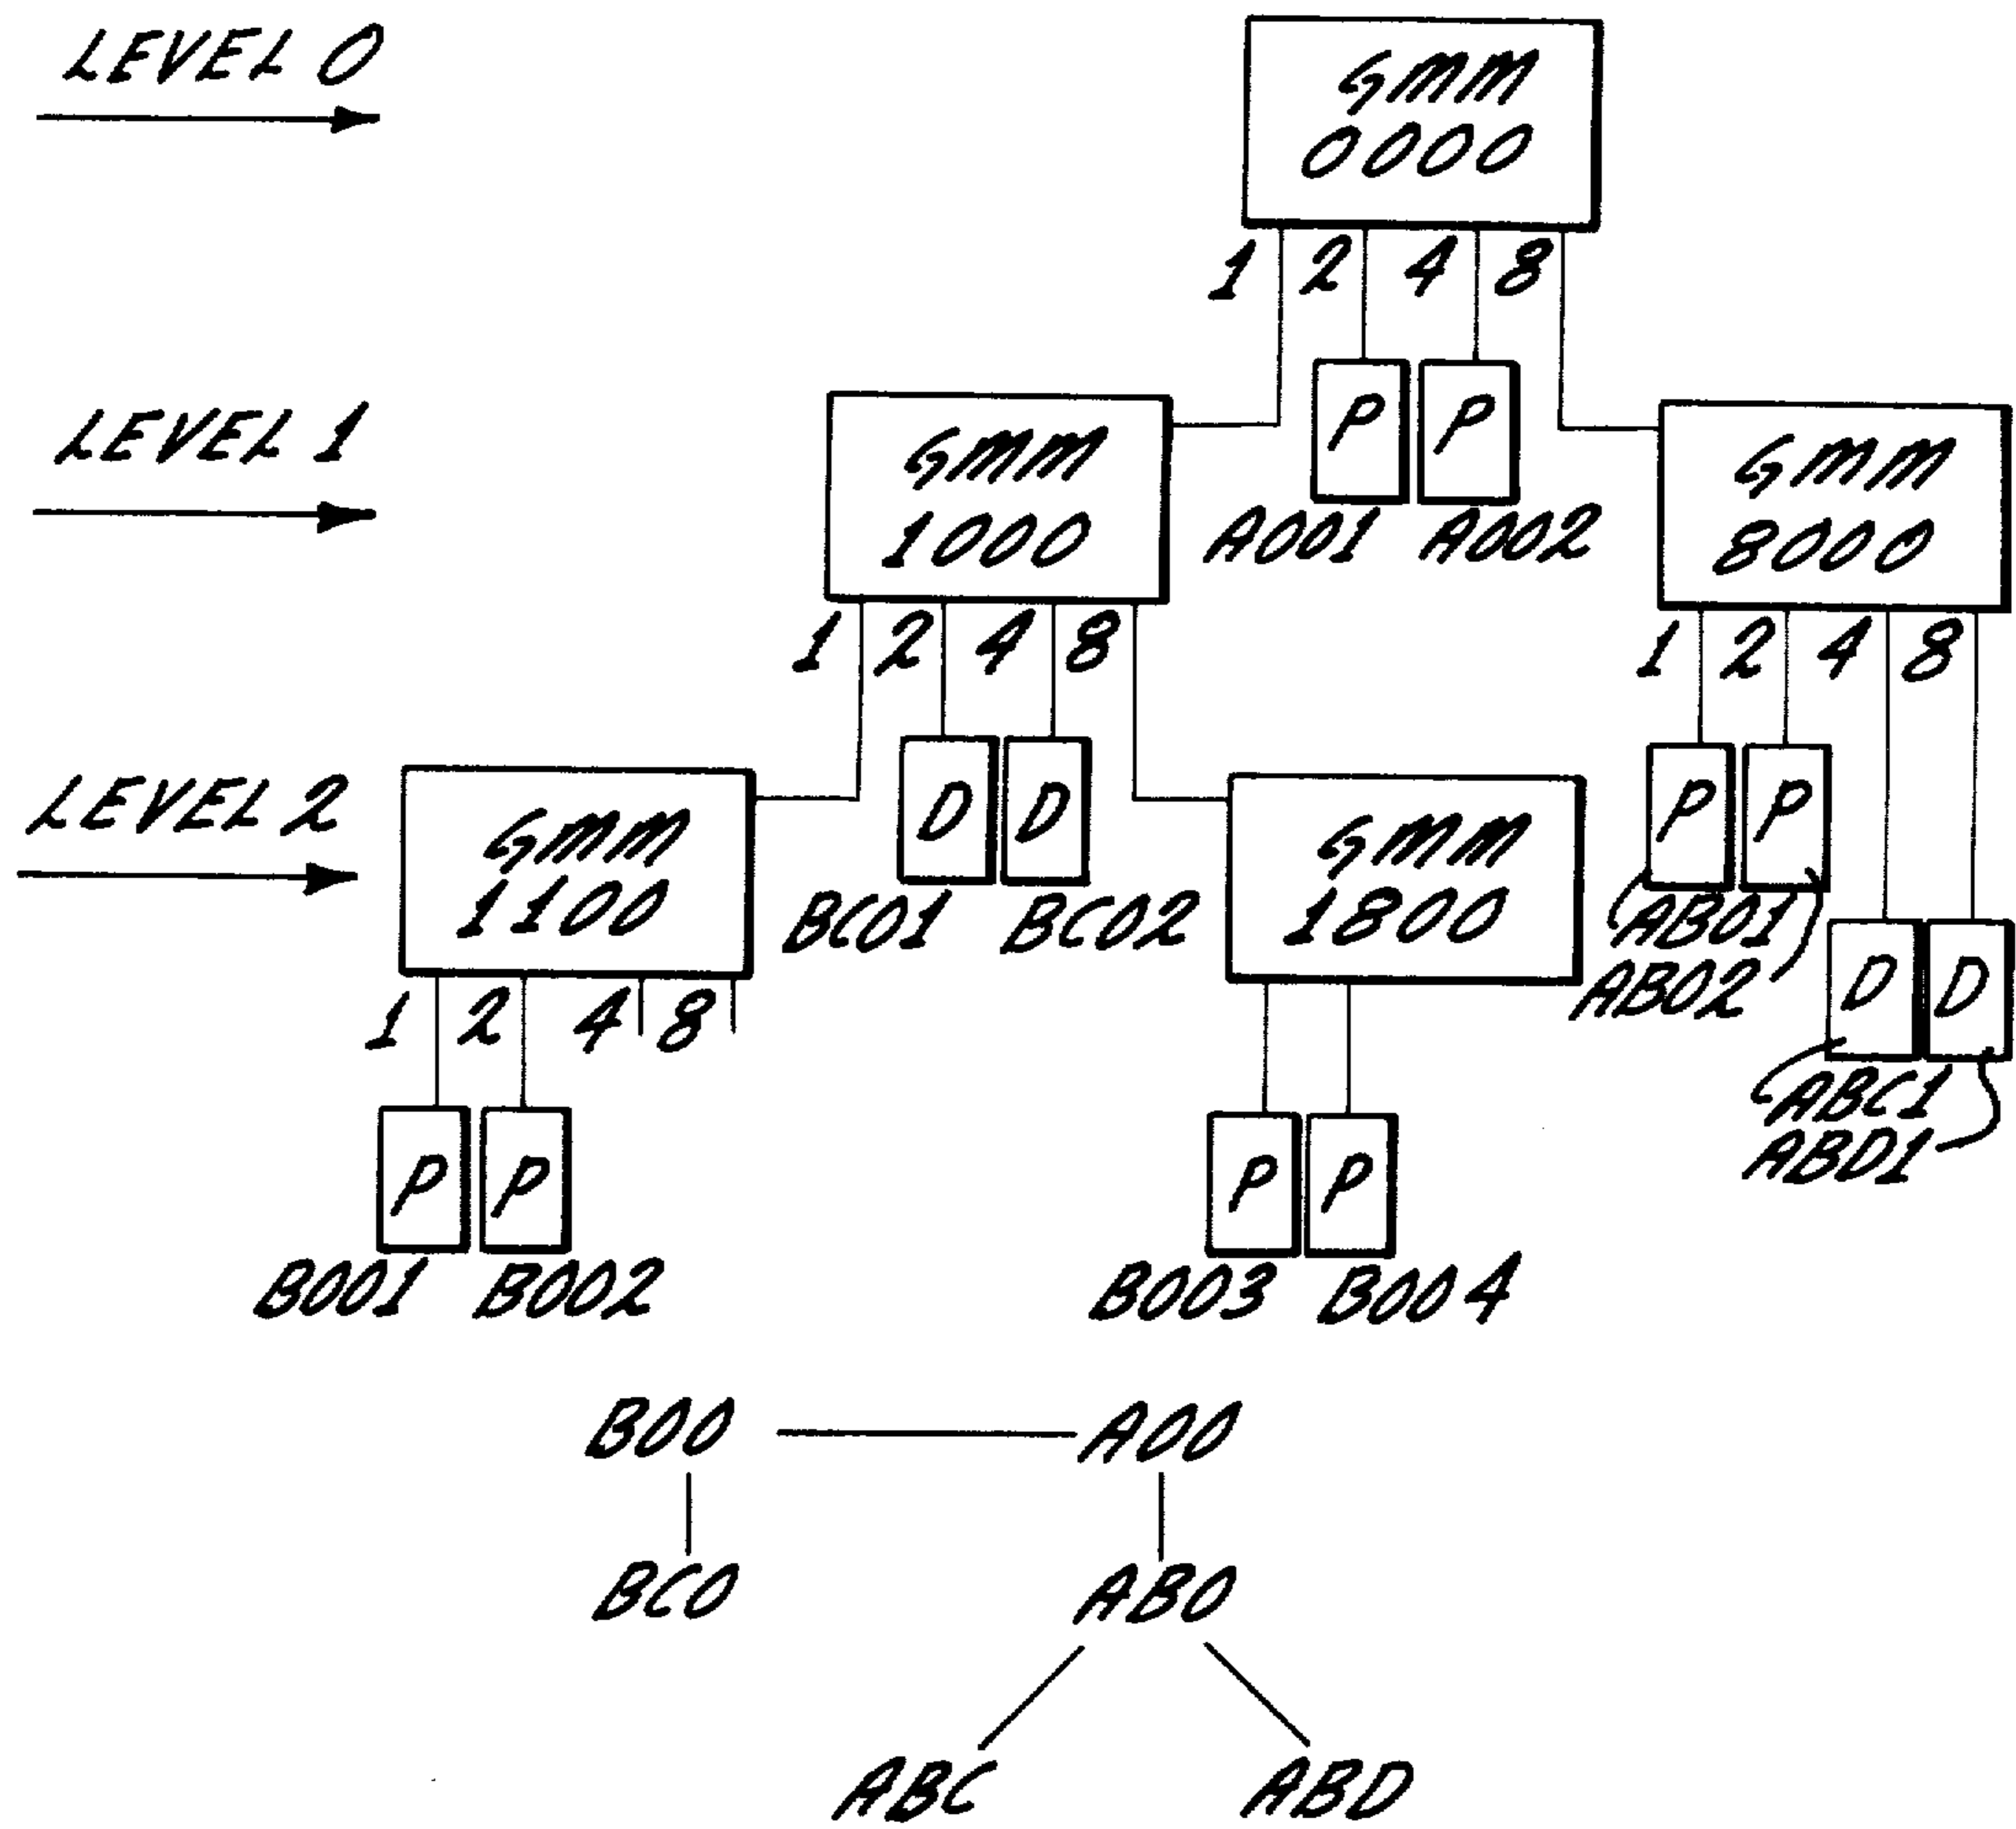 LEVEL 0
GMM
0000
1 2 4 8
LEVEL 1
GMM
1000
P P
A001 A002
GMM
8000
1 2 4 8
1 2 4 8
LEVEL 2
GMM
1100
D D
BC01 BC02
GMM
1800
P P
AB01
AB02
D D
ABC1
ABD1
1 2 4 8
P P
B001 B002
P P
B003 B004
B00 A00
BC0 AB0
ABC ABD